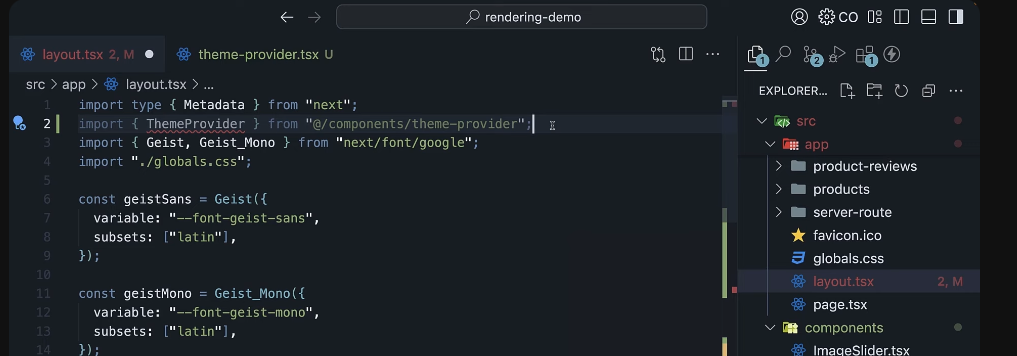 rendering-demo
CO
layout.tsx 2, M
theme-provider.tsx U
1
2
1
EXPLORER...
src > app > layout.tsx > ...
1 import type { Metadata } from "next";
2 import { ThemeProvider } from "@/components/theme-provider";
3 import { Geist, Geist_Mono } from "next/font/google";
4 import "./globals.css";
5
6 const geistSans = Geist({
7 variable: "--font-geist-sans",
8 subsets: ["latin"],
9 });
10
11 const geistMono = Geist_Mono({
12 variable: "--font-geist-mono",
13 subsets: ["latin"],
14 });
src
app
product-reviews
products
server-route
favicon.ico
globals.css
layout.tsx 2, M
page.tsx
components
ImageSlider.tsx